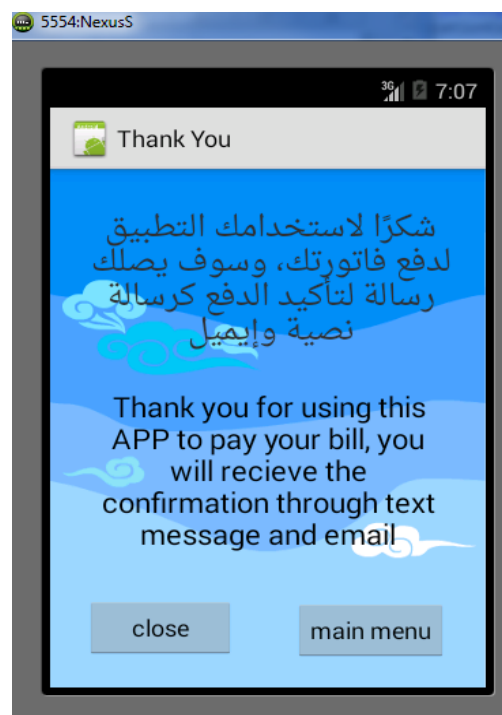 5554:NexusS
3G 7:07
Thank You
شكرًا لاستخدامك التطبيق
لدفع فاتورتك، وسوف يصلك
رسالة لتأكيد الدفع كرسالة
نصية وإيميل
Thank you for using this
APP to pay your bill, you
will recieve the
confirmation through text
message and email
close
main menu